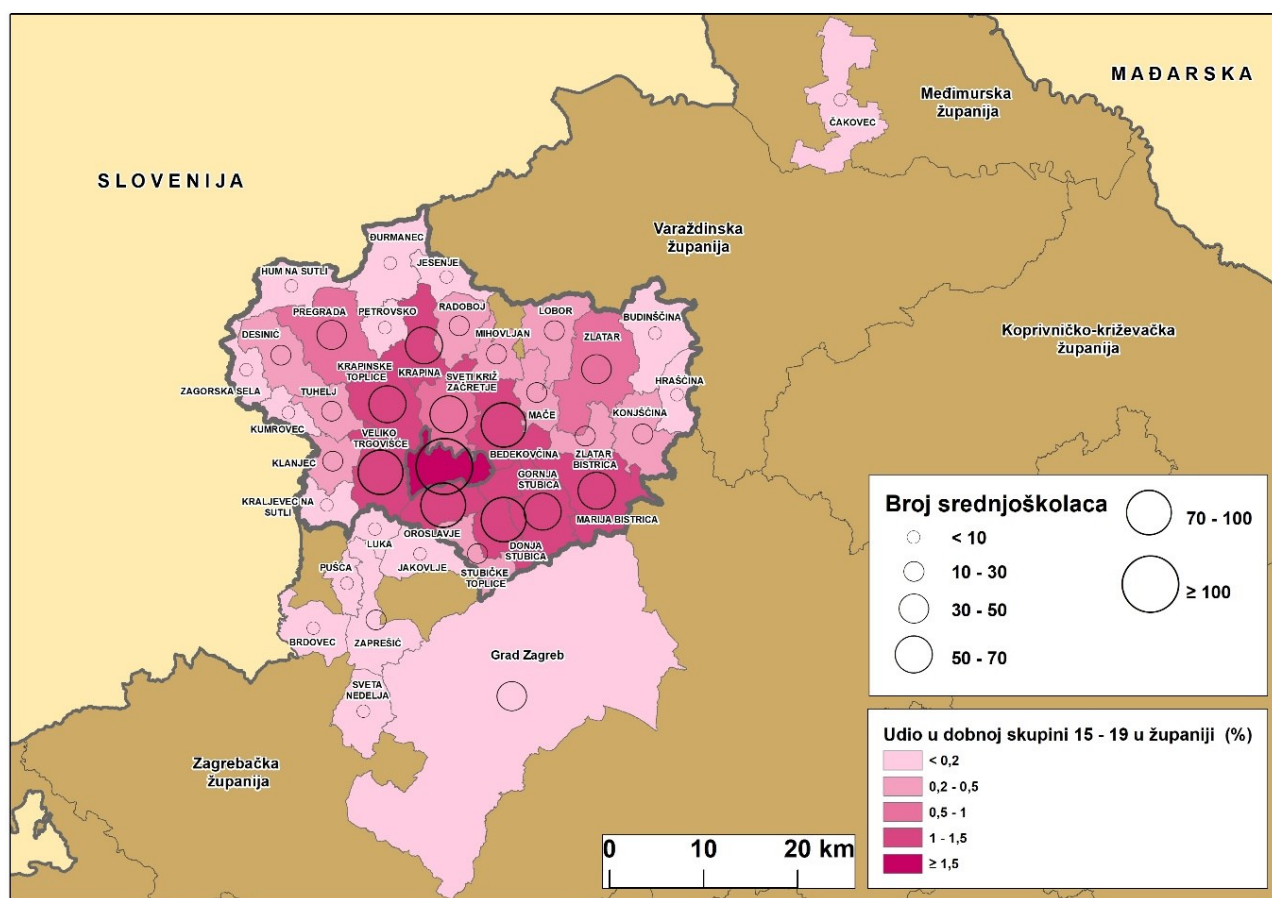 MAĐARSKA
Međimurska
županija
ČAKOVEC
SLOVENIJA
Varaždinska
županija
ĐURMANEC
JESENJE
HUM NA SUTLI
PREGRADA
PETROVSKO
RADOBOJ
LOBOR
BUDINŠČINA
DESINIĆ
MIHOVLJAN
ZLATAR
Koprivničko-križevačka
županija
KRAPINSKE
TOPLICE
KRAPINA
SVETI KRIŽ
ZAČRETJE
ZAGORSKA SELA
TUHELJ
HRAŠĆINA
MAČE
KUMROVEC
KONJŠČINA
VELIKO
TRGOVIŠĆE
KLANJEC
BEDEKOVČINA
ZLATAR
BISTRICA
GORNJA
STUBICA
KRALJEVEC NA
SUTLI
MARIJA BISTRICA
LUKA
OROSLAVJE
JAKOVLJE
DONJA
STUBICA
STUBIČKE
TOPLICE
PUŠĆA
BRDOVEC
ZAPREŠIĆ
Grad Zagreb
SVETA
NEDELJA
Zagrebačka
županija
Broj srednjoškolaca
< 10
10 - 30
30 - 50
50 - 70
70 - 100
≥ 100
Udio u dobnoj skupini 15 - 19 u županiji (%)
< 0,2
0,2 - 0,5
0,5 - 1
1 - 1,5
≥ 1,5
0 10 20 km